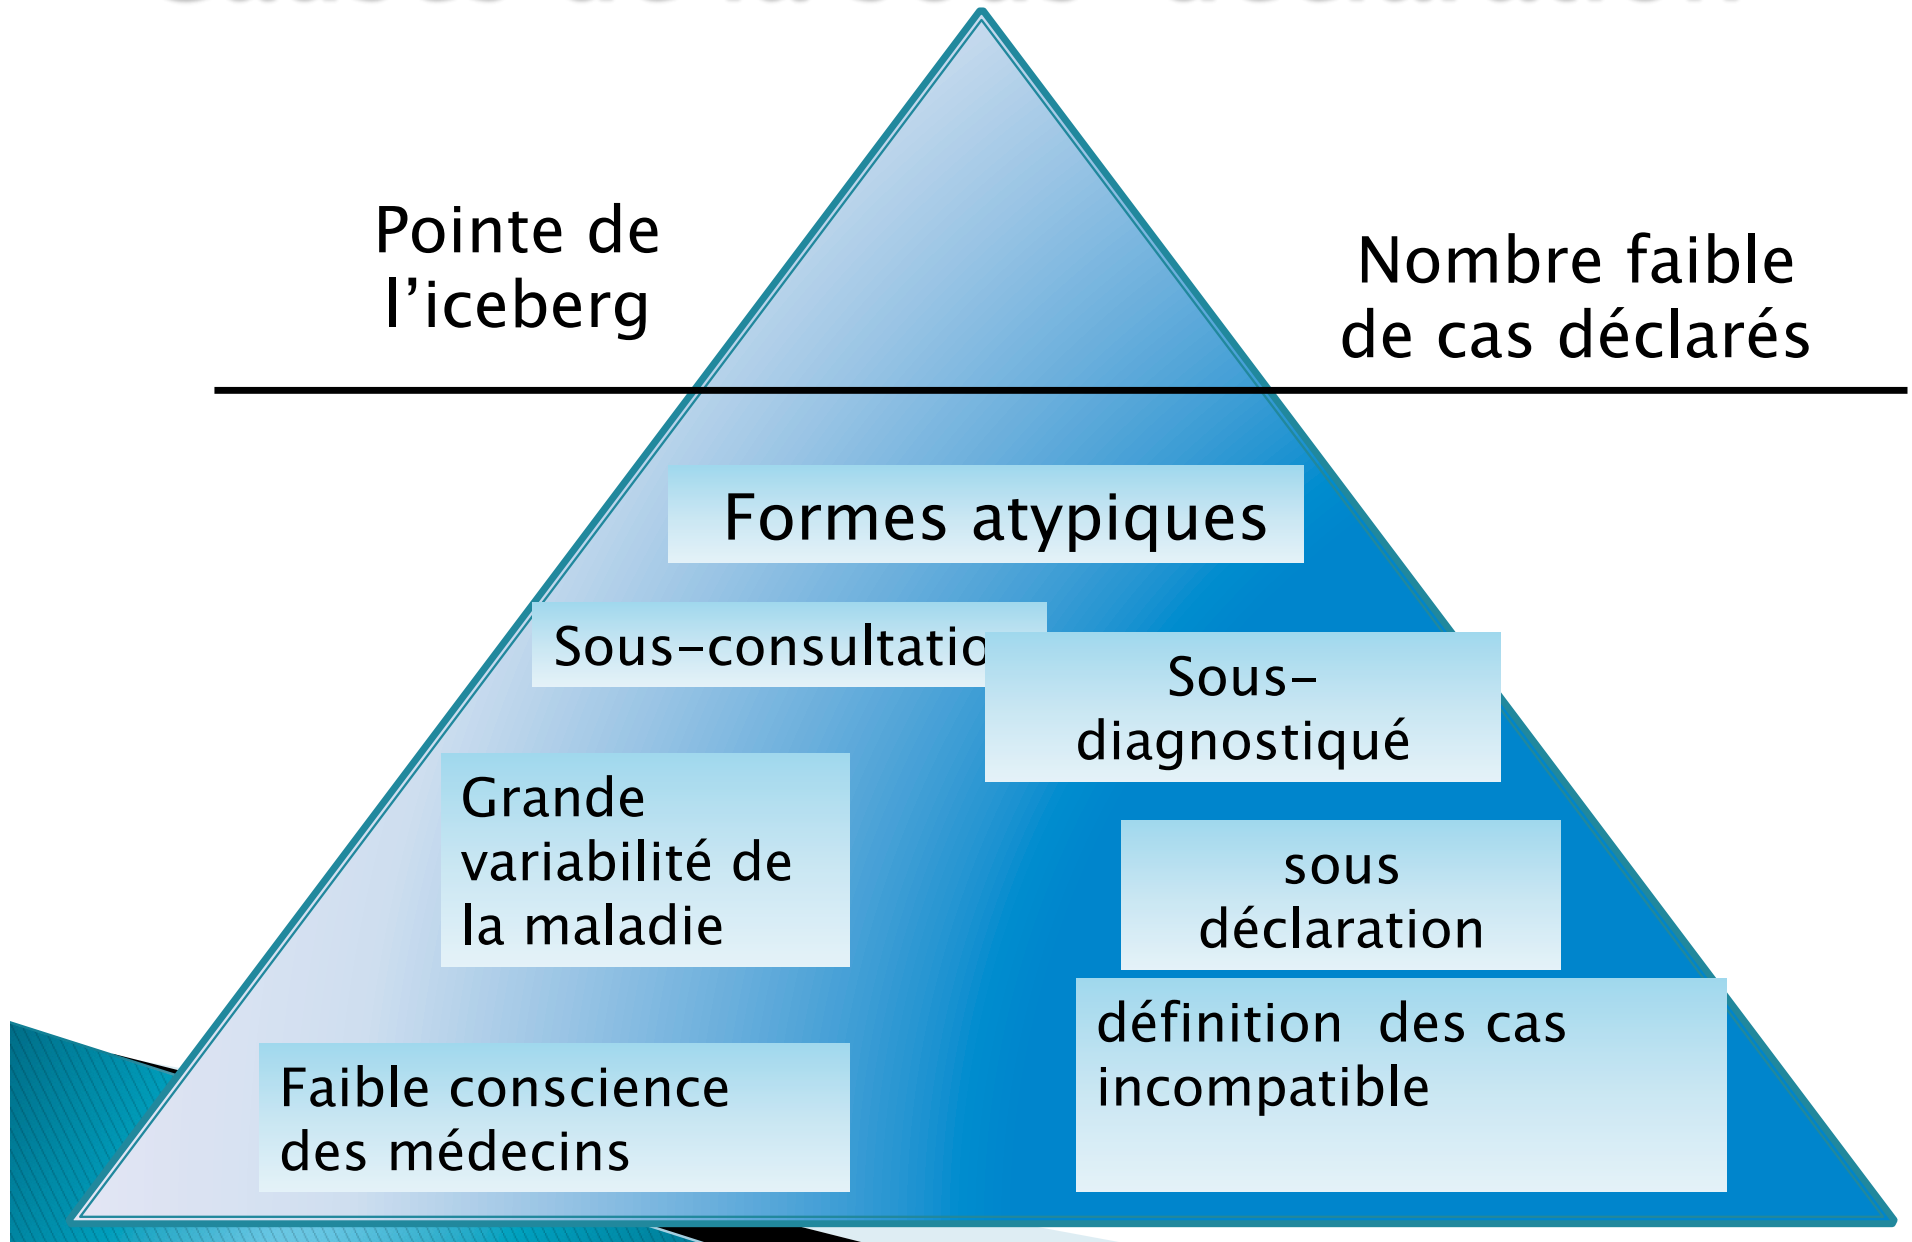 Pointe de
l’iceberg
Nombre faible
de cas déclarés
Formes atypiques
Sous-consultatio
Sous-
diagnostiqué
Grande
variabilité de
la maladie
sous
déclaration
définition des cas
incompatible
Faible conscience
des médecins